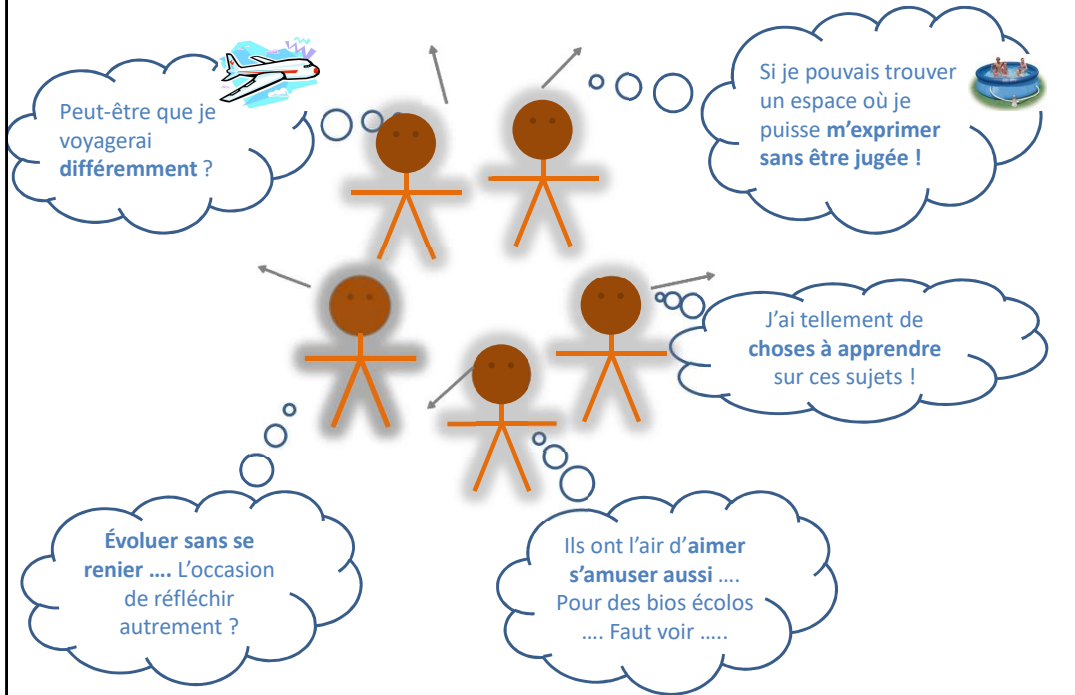 Peut-être que je
voyagerai
différemment ?
Si je pouvais trouver
un espace où je
puisse m’exprimer
sans être jugée !
J’ai tellement de
choses à apprendre
sur ces sujets !
Évoluer sans se
renier …. L’occasion
de réfléchir
autrement ?
Ils ont l’air d’aimer
s’amuser aussi ….
Pour des bios écolos
…. Faut voir …..